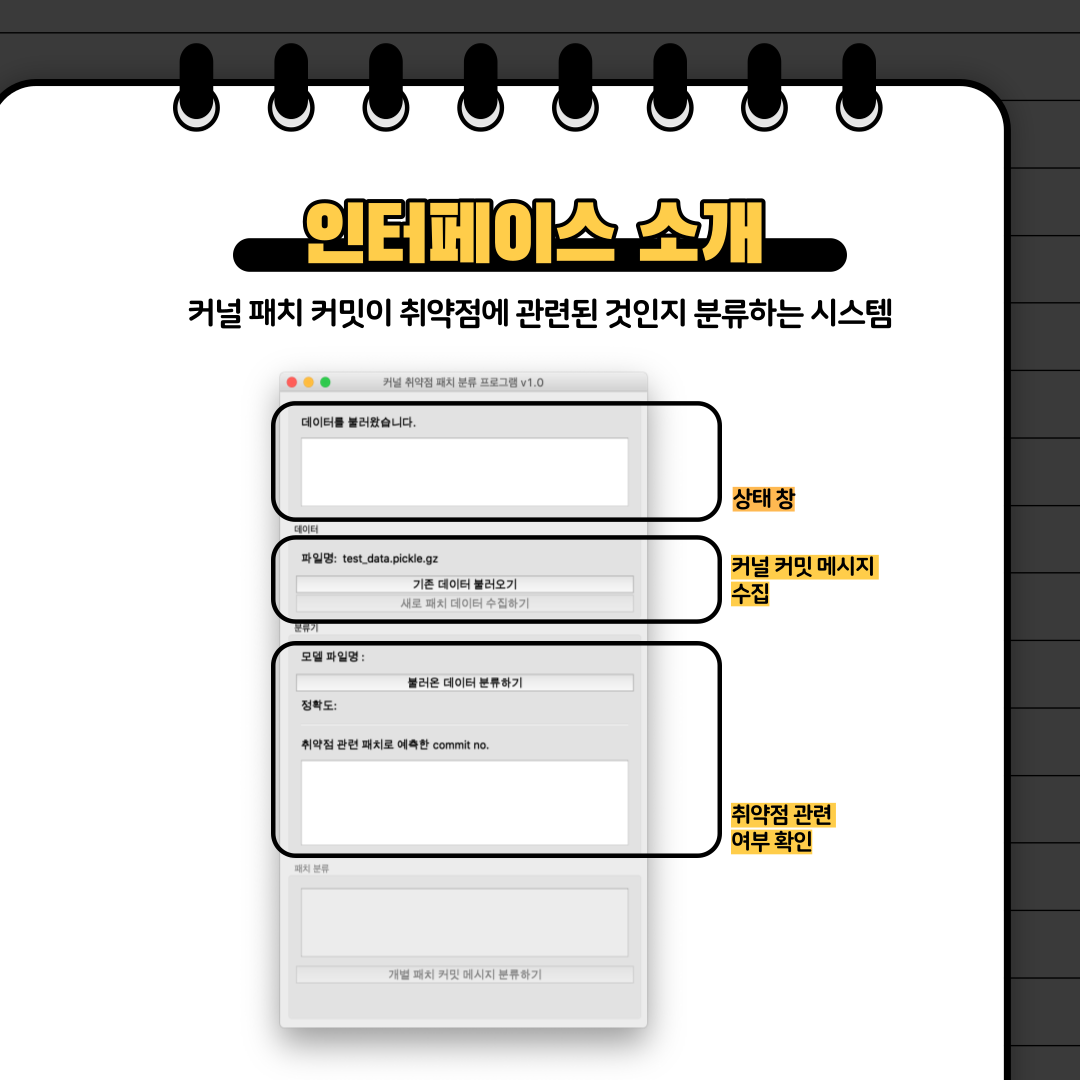 인터페이스 소개
커널 패치 커밋이 취약점에 관련된 것인지 분류하는 시스템
커널 취약점 패치 분류 프로그램 v1.0
데이터를 불러왔습니다.
상태 창
데이터
파일명: test_data.pickle.gz
기존 데이터 불러오기
새로 패치 데이터 수집하기
커널 커밋 메시지
수집
분류기
모델 파일명 :
불러온 데이터 분류하기
정확도:
취약점 관련 패치로 예측한 commit no.
취약점 관련
여부 확인
패치 분류
개별 패치 커밋 메시지 분류하기